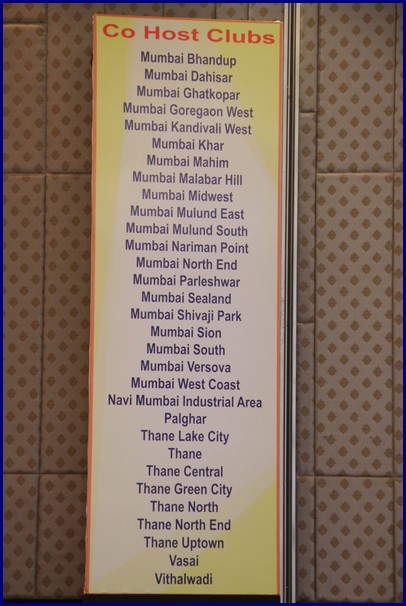 Co Host Clubs
Mumbai Bhandup
Mumbai Dahisar
Mumbai Ghatkopar
Mumbai Goregaon West
Mumbai Kandivali West
Mumbai Khar
Mumbai Mahim
Mumbai Malabar Hill
Mumbai Midwest
Mumbai Mulund East
Mumbai Mulund South
Mumbai Nariman Point
Mumbai North End
Mumbai Parleshwar
Mumbai Sealand
Mumbai Shivaji Park
Mumbai Sion
Mumbai South
Mumbai Versova
Mumbai West Coast
Navi Mumbai Industrial Area
Palghar
Thane Lake City
Thane
Thane Central
Thane Green City
Thane North
Thane North End
Thane Uptown
Vasai
Vithalwadi